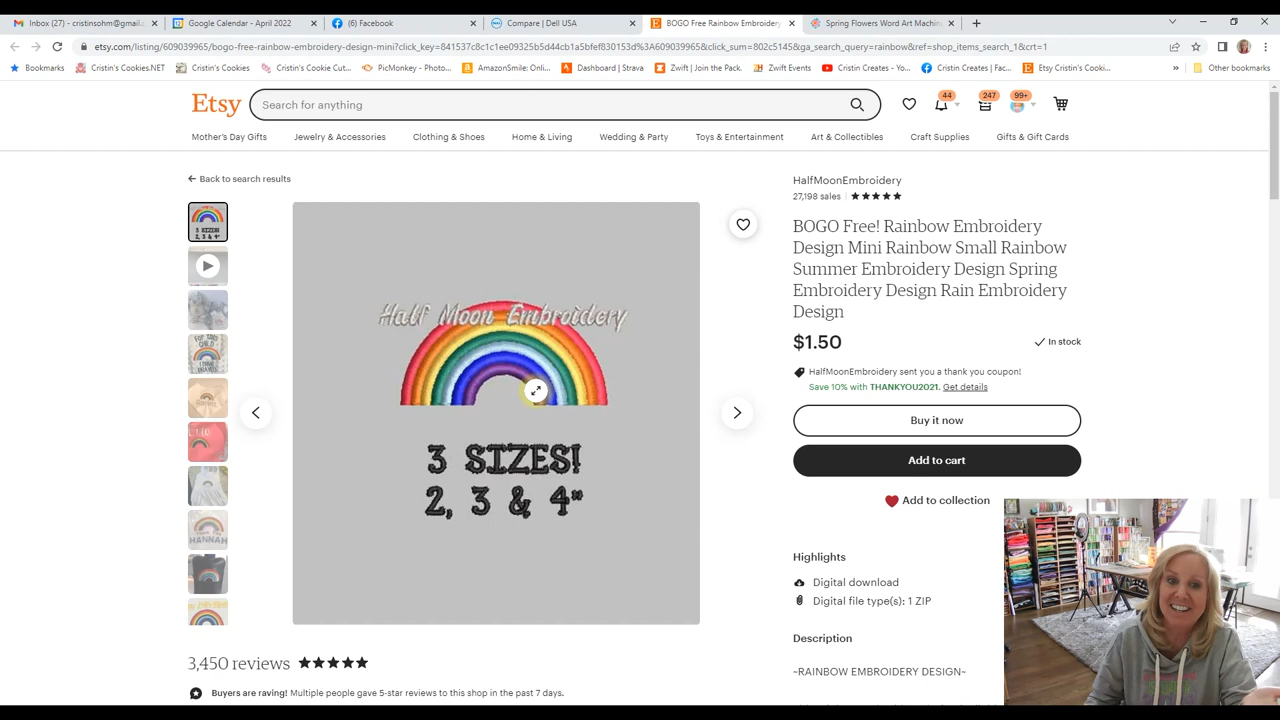 Inbox (27) - cristinsohm@gmail.
Google Calendar - April 2022
(6) Facebook
Compare | Dell USA
BOGO Free Rainbow Embroidery
Spring Flowers Word Art Machin
etsy.com/listing/609039965/bogo-free-rainbow-embroidery-design-mini?click_key=841537c8c1c1ee09325b5d44cb1a5bfef830153d%3A609039965&click_sum=802c5145&ga_search_query=rainbow&ref=shop_items_search_1&crt=1
Bookmarks
Cristin's Cookies.NET
Cristin's Cookies
Cristin's Cookie Cut...
PicMonkey - Photo...
AmazonSmile: Onli...
Dashboard | Strava
Zwift | Join the Pack.
Zwift Events
Cristin Creates - Yo...
Cristin Creates | Fac...
Etsy Cristin's Cooki...
»
Other bookmarks
Etsy
Search for anything
44
247
99+
Mother's Day Gifts
Jewelry & Accessories
Clothing & Shoes
Home & Living
Wedding & Party
Toys & Entertainment
Art & Collectibles
Craft Supplies
Gifts & Gift Cards
Back to search results
3 SIZES!
2, 3 & 4"
FOR THIS
CHILD
HANNAH
Half Moon Embroidery
3 SIZES!
2, 3 & 4"
3,450 reviews
Buyers are raving! Multiple people gave 5-star reviews to this shop in the past 7 days.
HalfMoonEmbroidery
27,198 sales
BOGO Free! Rainbow Embroidery
Design Mini Rainbow Small Rainbow
Summer Embroidery Design Spring
Embroidery Design Rain Embroidery
Design
$1.50
In stock
HalfMoonEmbroidery sent you a thank you coupon!
Save 10% with THANKYOU2021. Get details
Buy it now
Add to cart
Add to collection
Highlights
Digital download
Digital file type(s): 1 ZIP
Description
~RAINBOW EMBROIDERY DESIGN~